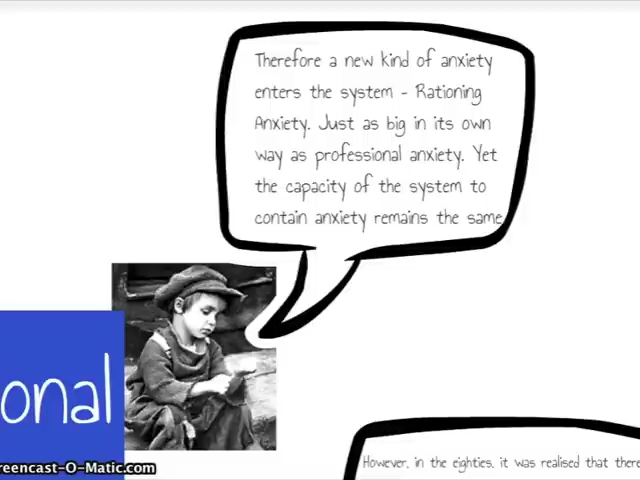 Therefore a new kind of anxiety
enters the system - Rationing
Anxiety. Just as big in its own
way as professional anxiety. Yet
the capacity of the system to
contain anxiety remains the same
onal
However, in the eighties, it was realised that there
reencast-O-Matic.com